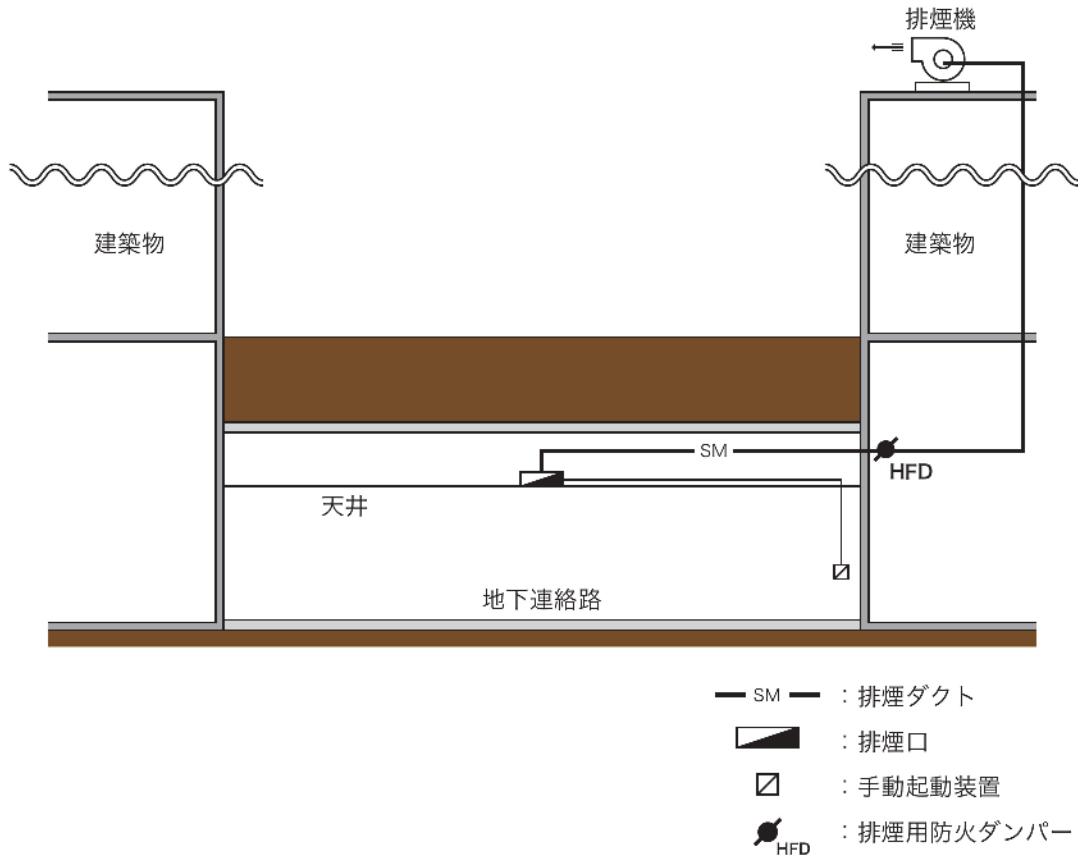 排煙機
建築物
建築物
SM
HFD
天井
地下連絡路
SM : 排煙ダクト
: 排煙口
: 手動起動装置
HFD : 排煙用防火ダンパー